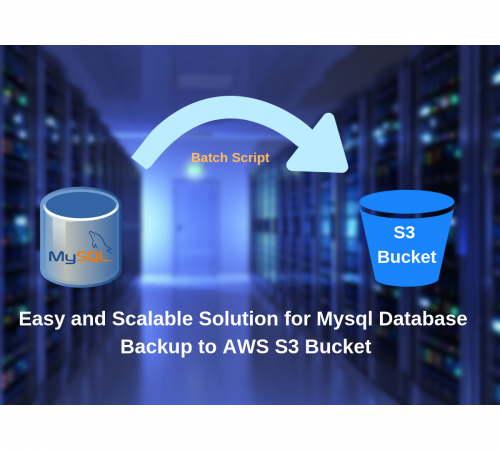 Batch Script
MySQL
S3
Bucket
Easy and Scalable Solution for Mysql Database
Backup to AWS S3 Bucket